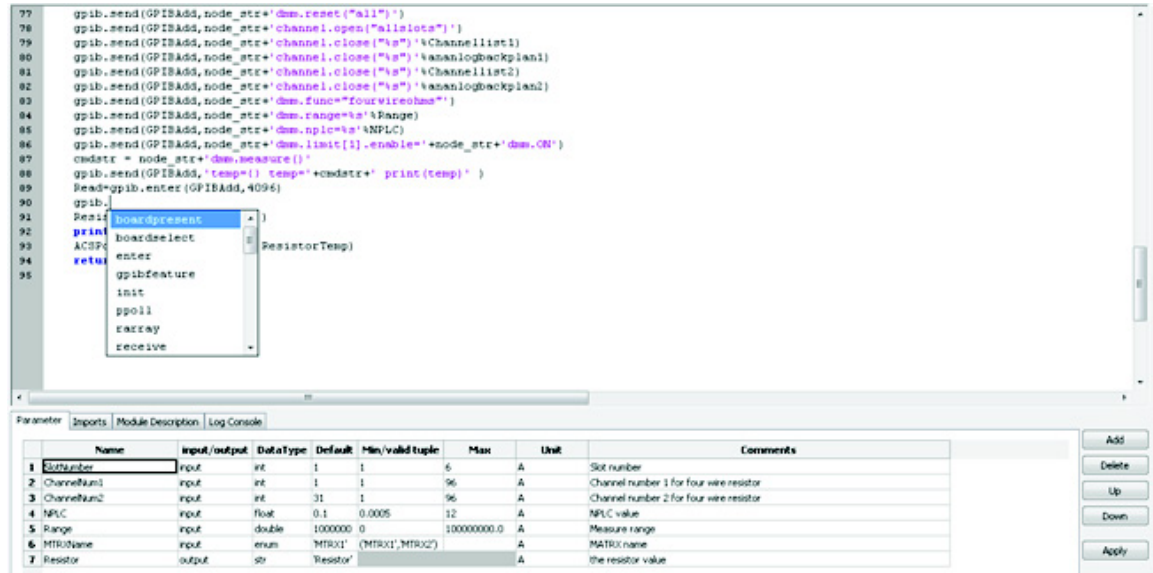 77 gpib.send(GPIBAdd,node_str+'dmm.reset("all")')
78 gpib.send(GPIBAdd,node_str+'channel.open("allslots")')
79 gpib.send(GPIBAdd,node_str+'channel.close("%s")'%Channellist1)
80 gpib.send(GPIBAdd,node_str+'channel.close("%s")'%ananlogbackplan1)
81 gpib.send(GPIBAdd,node_str+'channel.close("%s")'%Channellist2)
82 gpib.send(GPIBAdd,node_str+'channel.close("%s")'%ananlogbackplan2)
83 gpib.send(GPIBAdd,node_str+'dmm.func="fourwireohms"')
84 gpib.send(GPIBAdd,node_str+'dmm.range=%s'%Range)
85 gpib.send(GPIBAdd,node_str+'dmm.nplc=%s'%NPLC)
86 gpib.send(GPIBAdd,node_str+'dmm.limit[1].enable='+node_str+'dmm.ON')
87 cmdstr = node_str+'dmm.measure()'
88 gpib.send(GPIBAdd,'temp=() temp='+cmdstr+' print(temp)' )
89 Read=gpib.enter(GPIBAdd,4096)
90 gpib.
91 Resis )
92 print
93 ACSPo ResistorTemp)
94 retu
95
boardpresent
boardselect
enter
gpibfeature
init
ppoll
rarray
receive
Parameter Imports Module Description Log Console
Name input/output DataType Default Min/valid tuple Max Unit Comments
1 SlotNumber input int 1 1 6 A Slot number
2 ChannelNum1 input int 1 1 96 A Channel number 1 for four wire resistor
3 ChannelNum2 input int 31 1 96 A Channel number 2 for four wire resistor
4 NPLC input float 0.1 0.0005 12 A NPLC value
5 Range input double 1000000 0 100000000.0 A Measure range
6 MTRXName input enum 'MTRX1' ('MTRX1','MTRX2') A MATRX name
7 Resistor output str 'Resistor' A the resistor value
Add
Delete
Up
Down
Apply